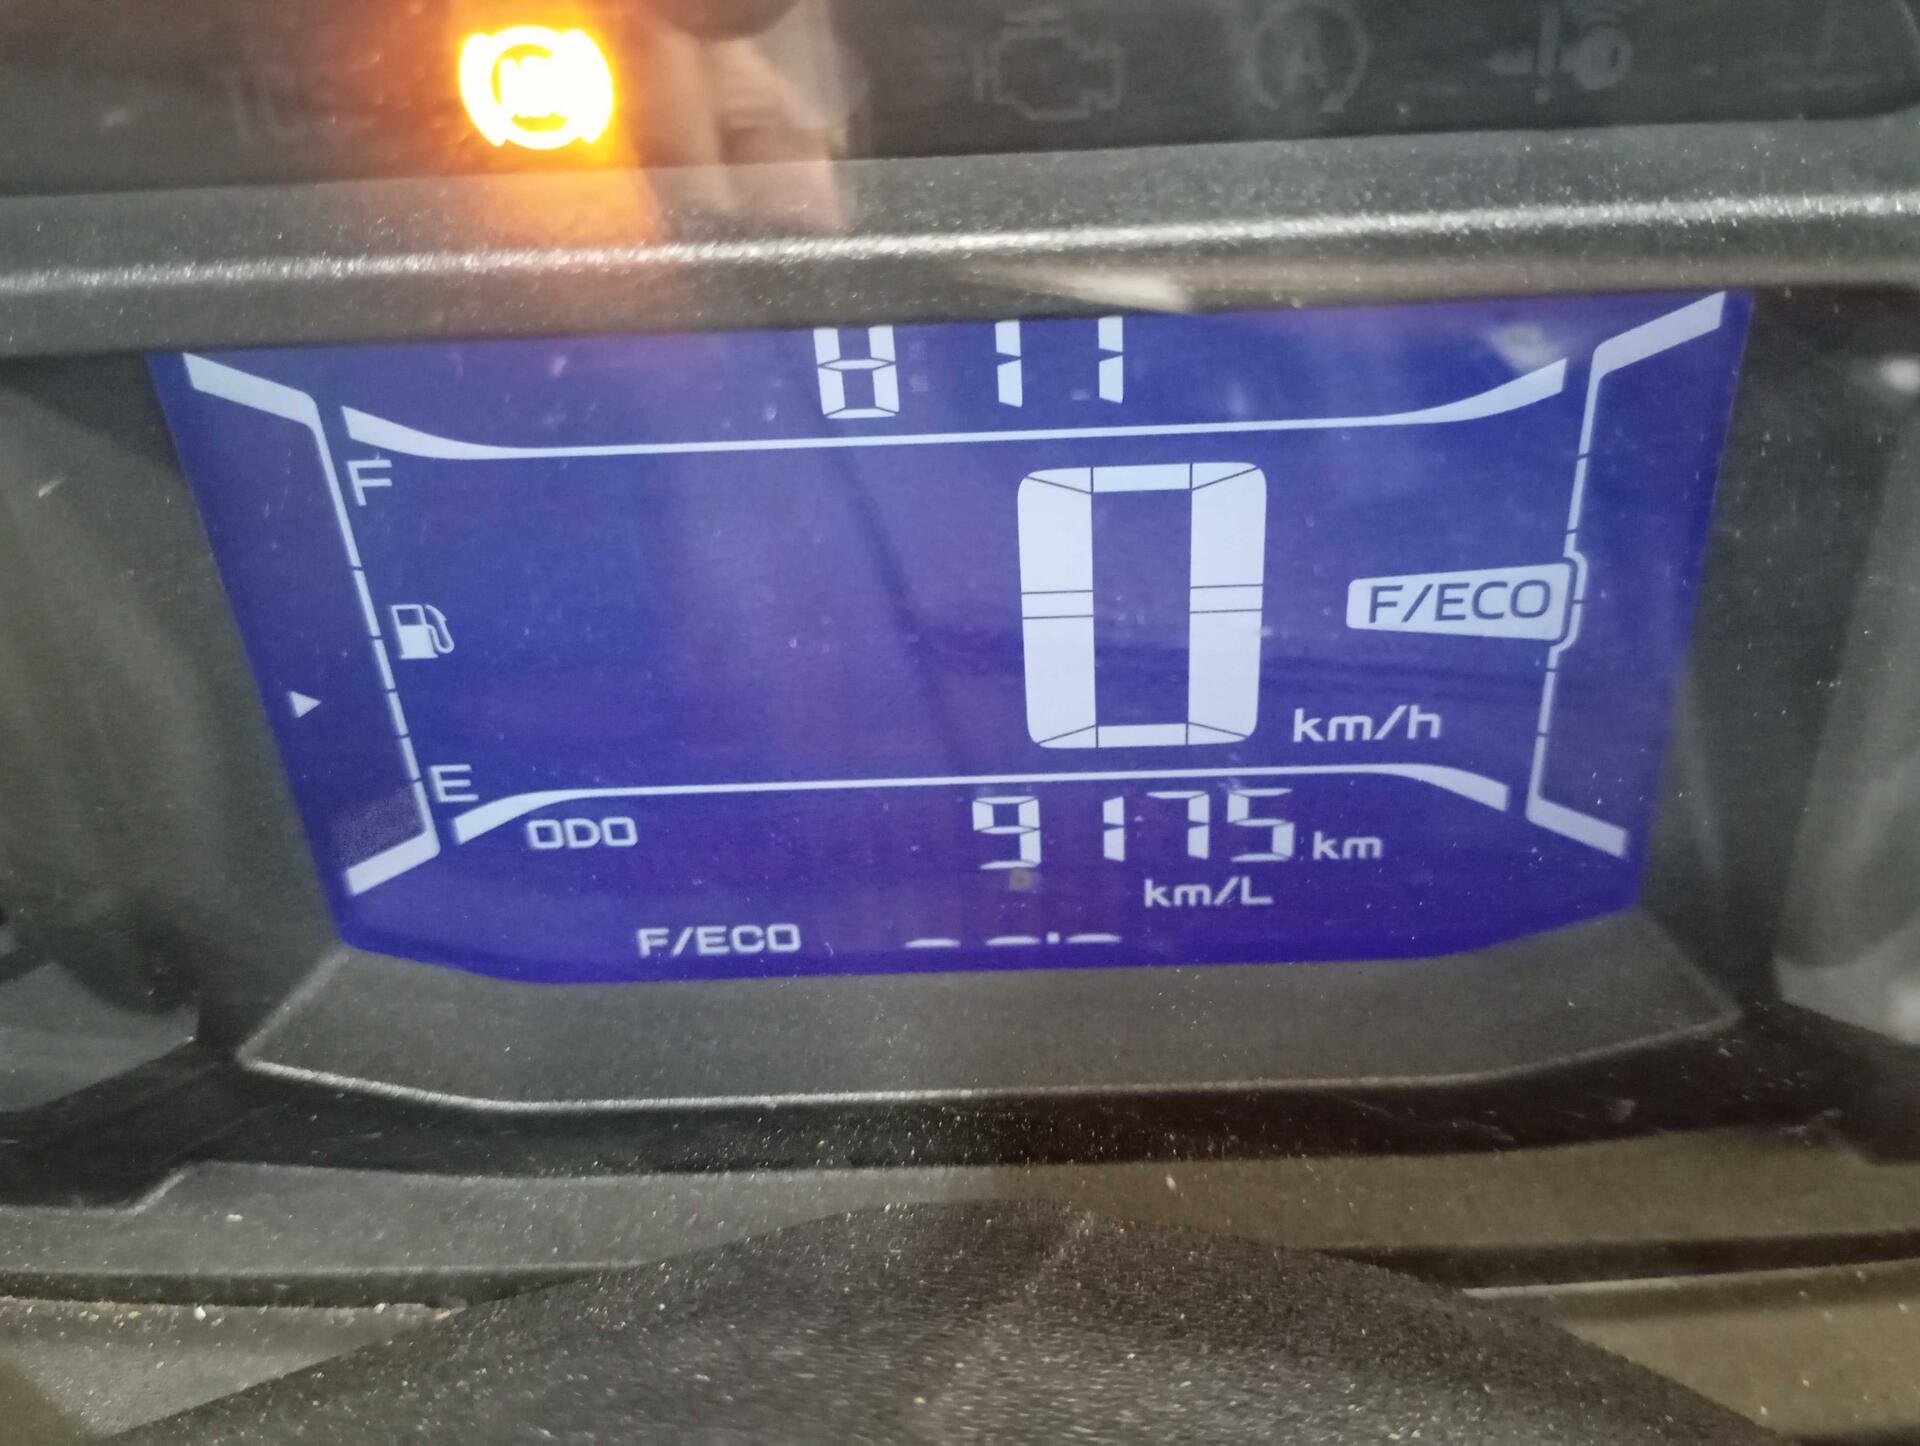 F
0
F/ECO
km/h
E
ODO 9175 km
km/L
F/ECO --.-